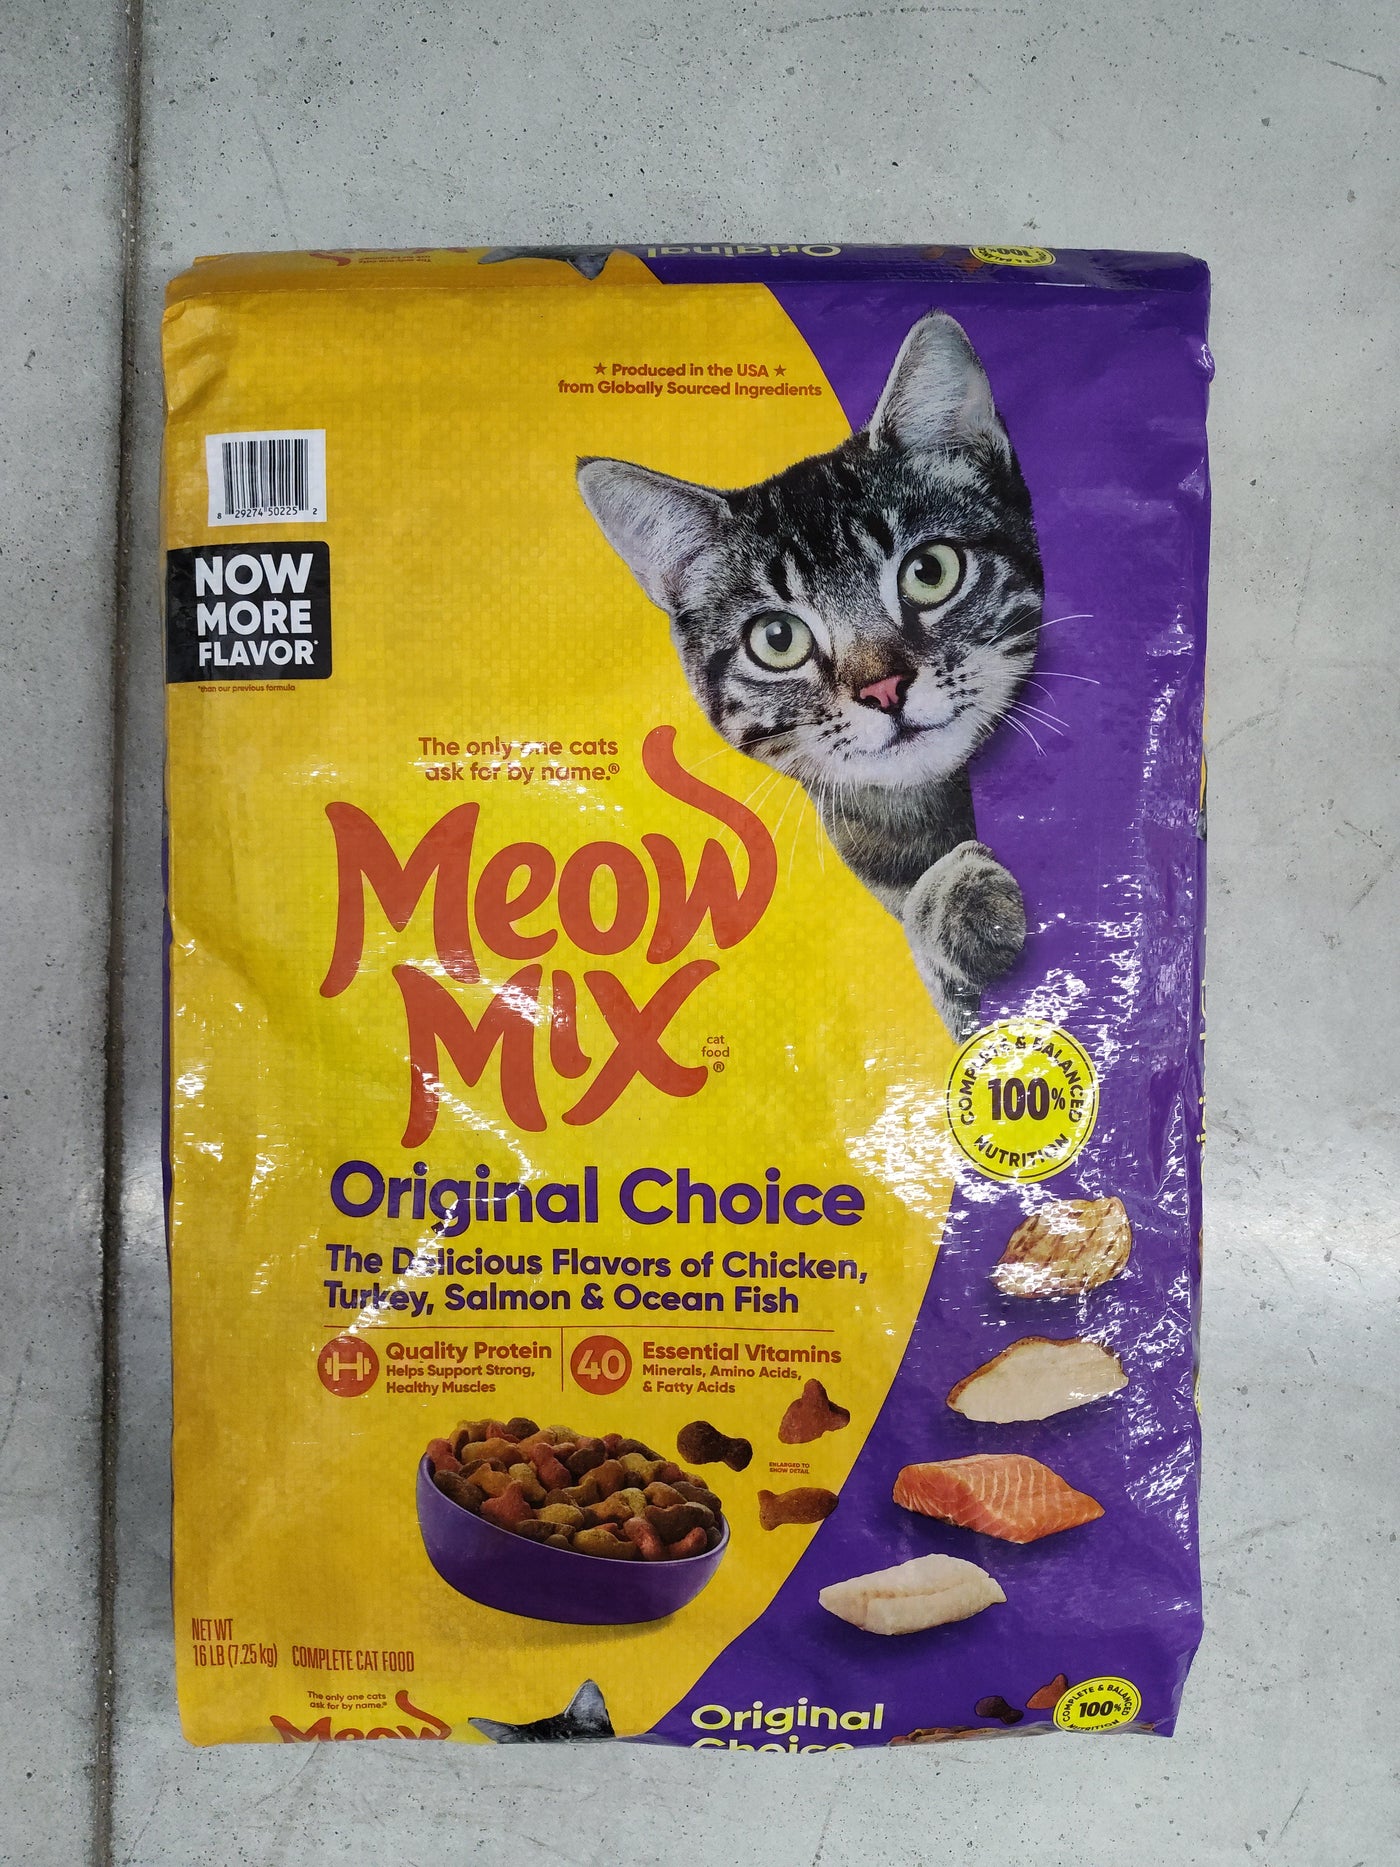 Original
100%
★ Produced in the USA ★
from Globally Sourced Ingredients
8 29274 50225 2
NOW
MORE
FLAVOR*
*than our previous formula
The only one cats
ask for by name.®
Meow
Mix
cat
food
®
COMPLETE & BALANCED
100%
NUTRITION
Original Choice
The Delicious Flavors of Chicken,
Turkey, Salmon & Ocean Fish
Quality Protein
Helps Support Strong,
Healthy Muscles
40
Essential Vitamins
Minerals, Amino Acids,
& Fatty Acids
ENLARGED TO
SHOW DETAIL
NET WT
16 LB (7.25 kg) COMPLETE CAT FOOD
The only one cats
ask for by name.®
Meow
Original
Choice
COMPLETE & BALANCED
100%
NUTRITION